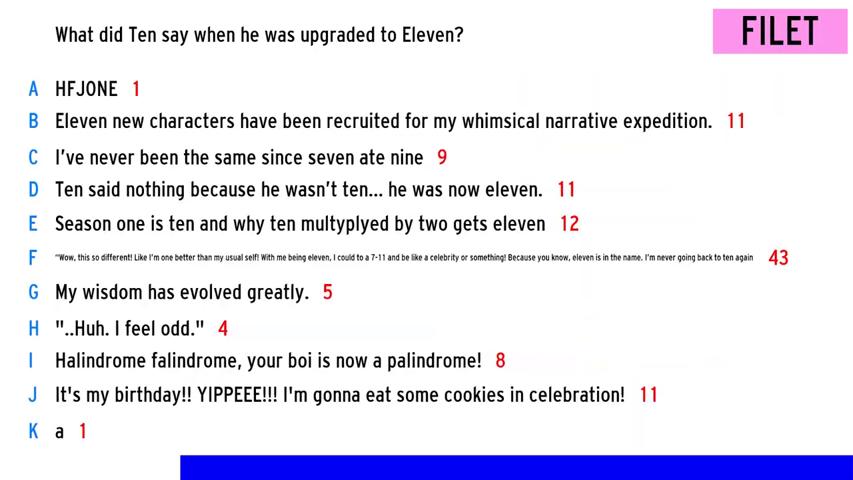 What did Ten say when he was upgraded to Eleven?
FILET
A HFJONE 1
B Eleven new characters have been recruited for my whimsical narrative expedition. 11
C I've never been the same since seven ate nine 9
D Ten said nothing because he wasn't ten... he was now eleven. 11
E Season one is ten and why ten multyplyed by two gets eleven 12
F "Wow, this so different! Like I'm one better than my usual self! With me being eleven, I could to a 7-11 and be like a celebrity or something! Because you know, eleven is in the name. I'm never going back to ten again 43
G My wisdom has evolved greatly. 5
H "..Huh. I feel odd." 4
I Halindrome falindrome, your boi is now a palindrome! 8
J It's my birthday!! YIPPEEE!!! I'm gonna eat some cookies in celebration! 11
K a 1